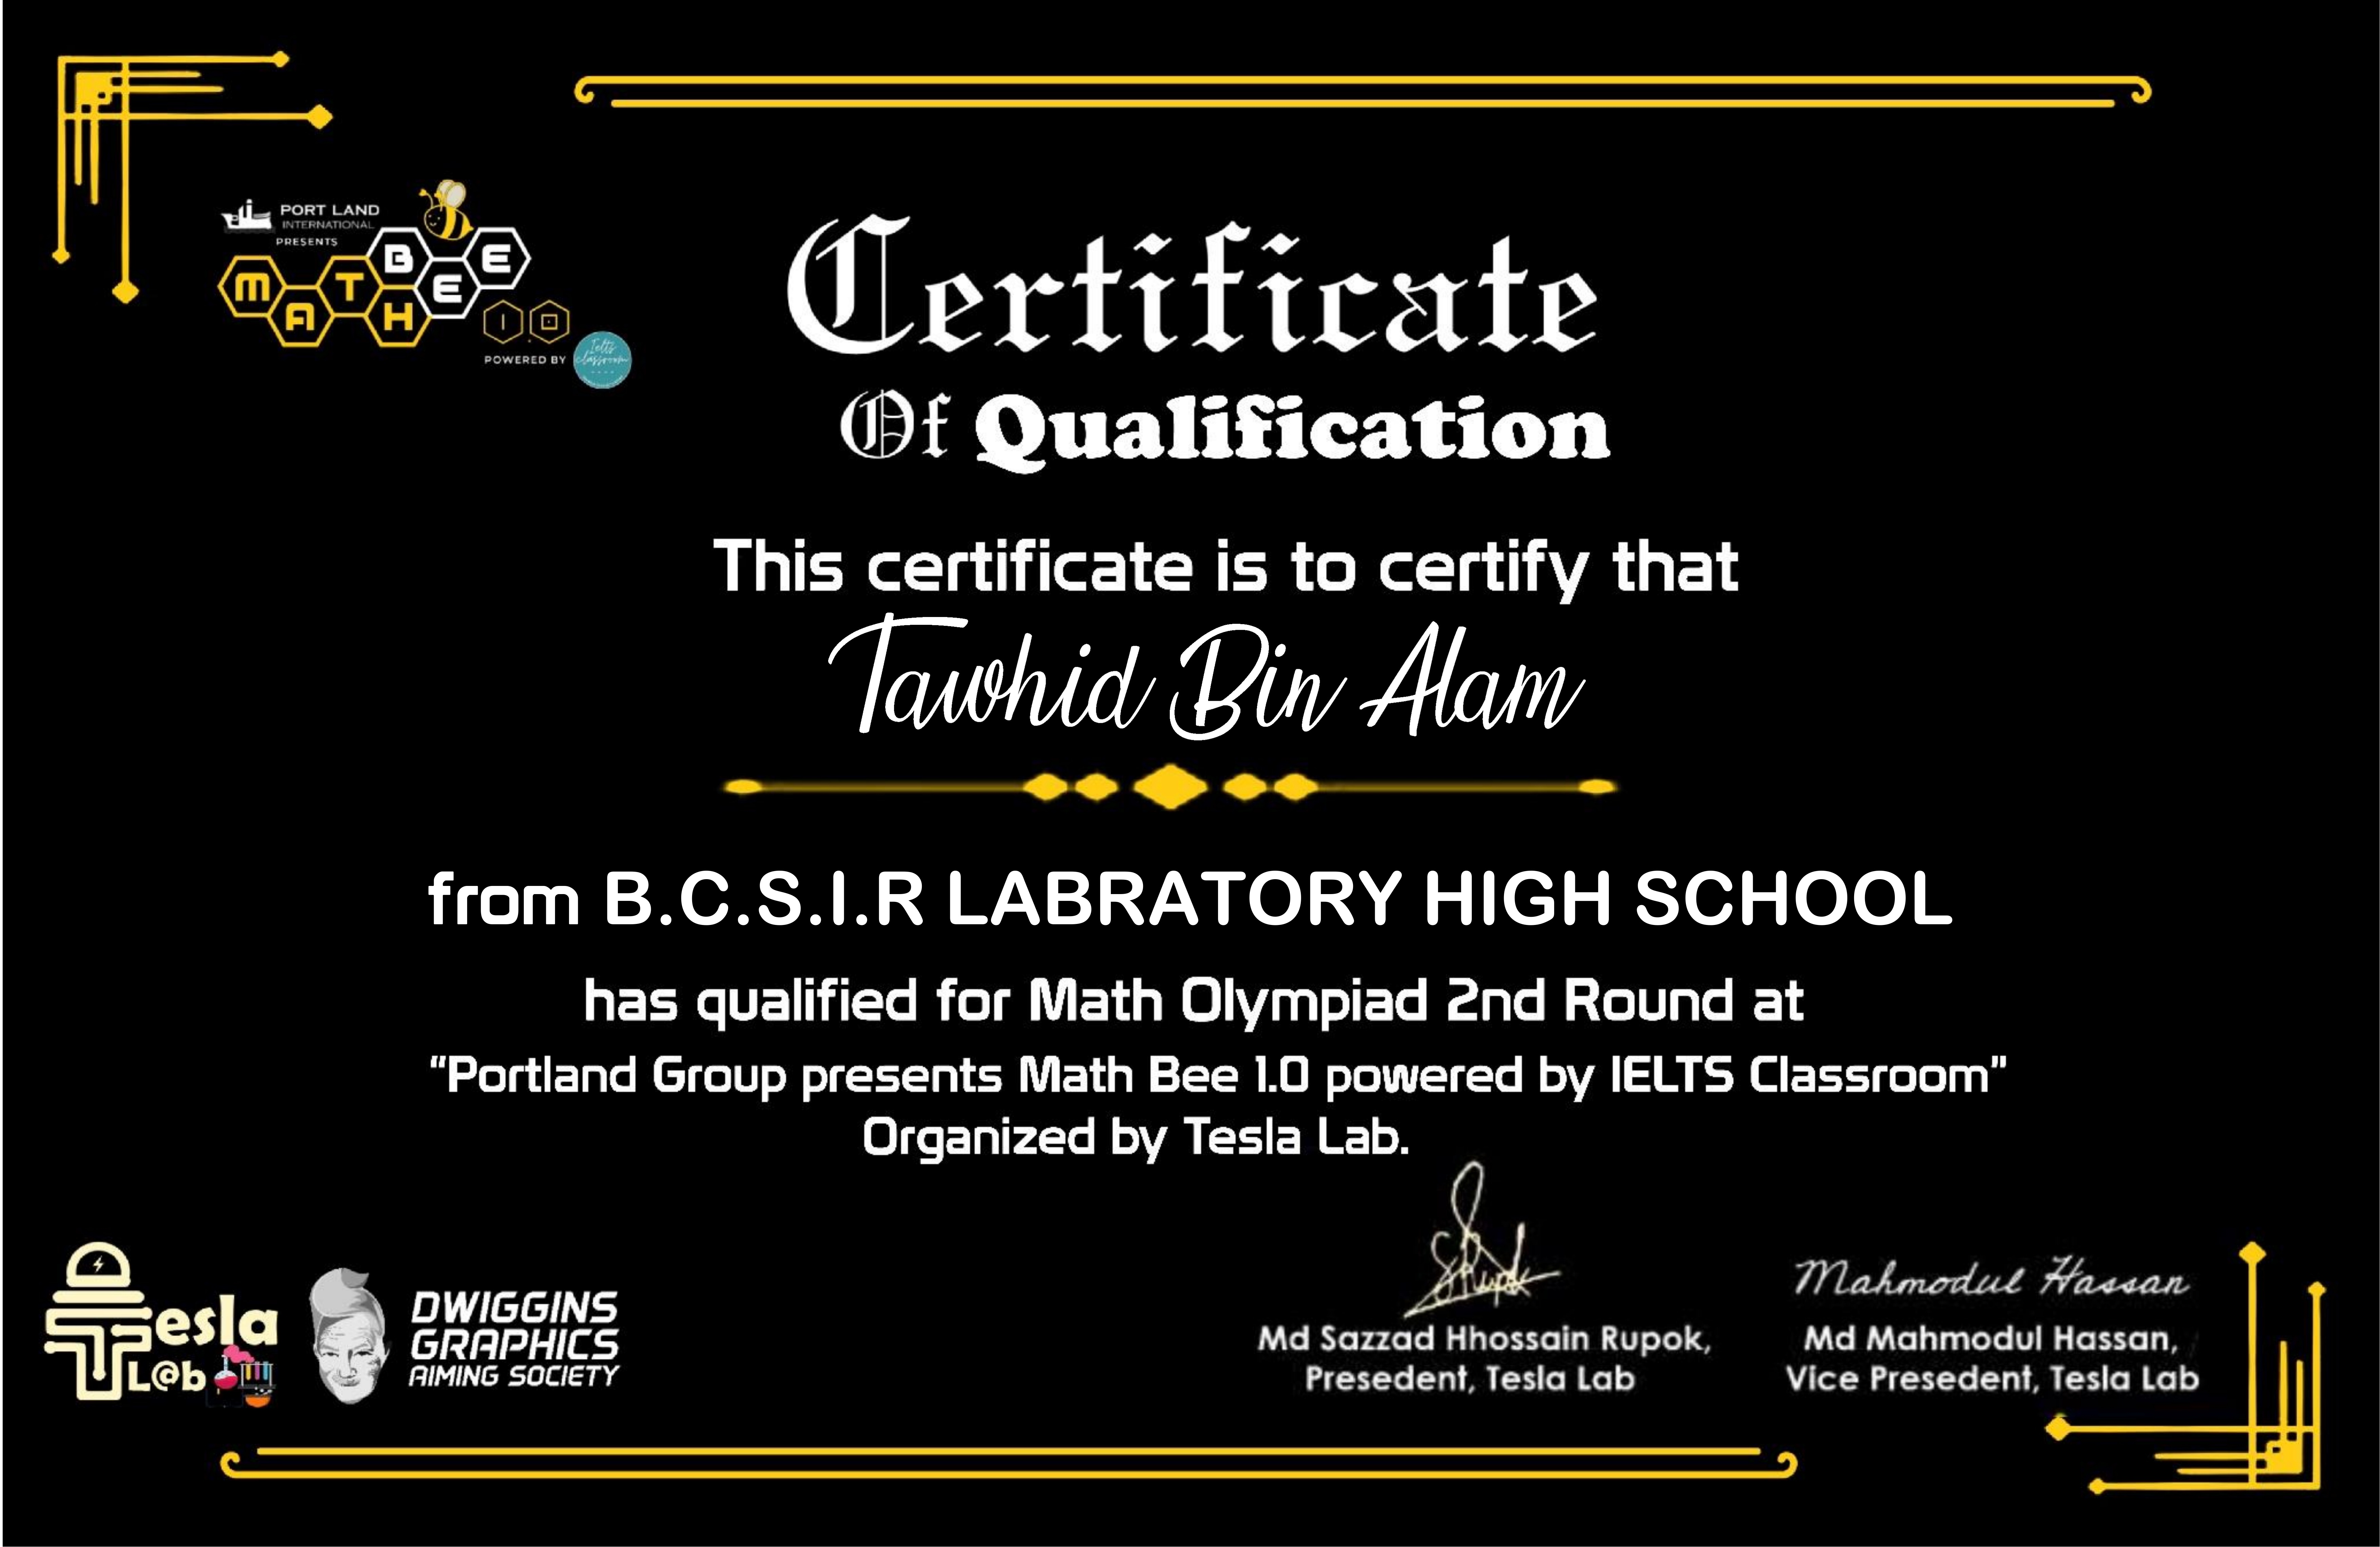 PORT LAND
INTERNATIONAL
PRESENTS
MATH BEE
1.0
POWERED BY
Ielts classroom
Certificate
Of Qualification
This certificate is to certify that
Tawhid Bin Alam
from B.C.S.I.R LABRATORY HIGH SCHOOL
has qualified for Math Olympiad 2nd Round at
"Portland Group presents Math Bee 1.0 powered by IELTS Classroom"
Organized by Tesla Lab.
Tesla
L@b
DWIGGINS
GRAPHICS
AIMING SOCIETY
Md Sazzad Hhossain Rupok,
Presedent, Tesla Lab
Mahmodul Hassan
Md Mahmodul Hassan,
Vice Presedent, Tesla Lab